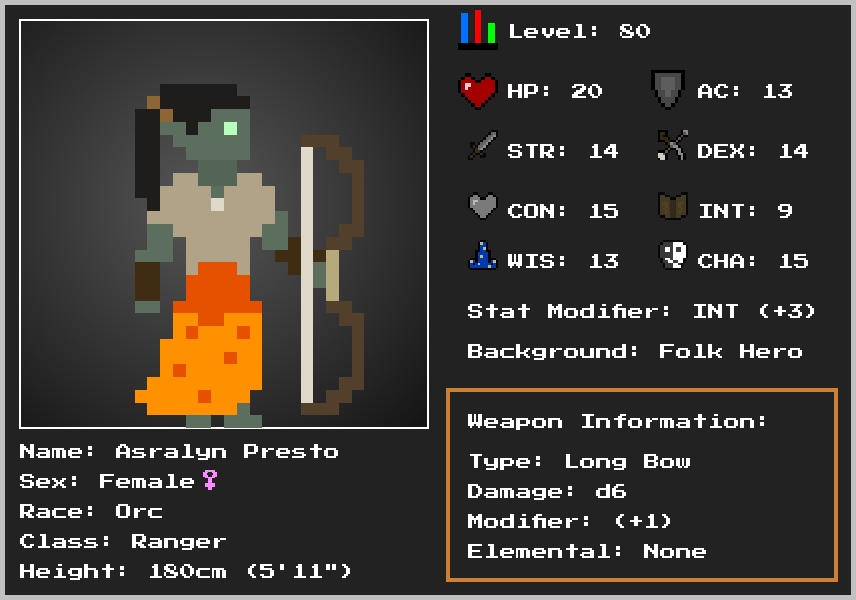 Level: 80
HP: 20
AC: 13
STR: 14
DEX: 14
CON: 15
INT: 9
WIS: 13
CHA: 15
Stat Modifier: INT (+3)
Background: Folk Hero
Weapon Information:
Type: Long Bow
Damage: d6
Modifier: (+1)
Elemental: None
Name: Asralyn Presto
Sex: Female♀
Race: Orc
Class: Ranger
Height: 180cm (5'11")